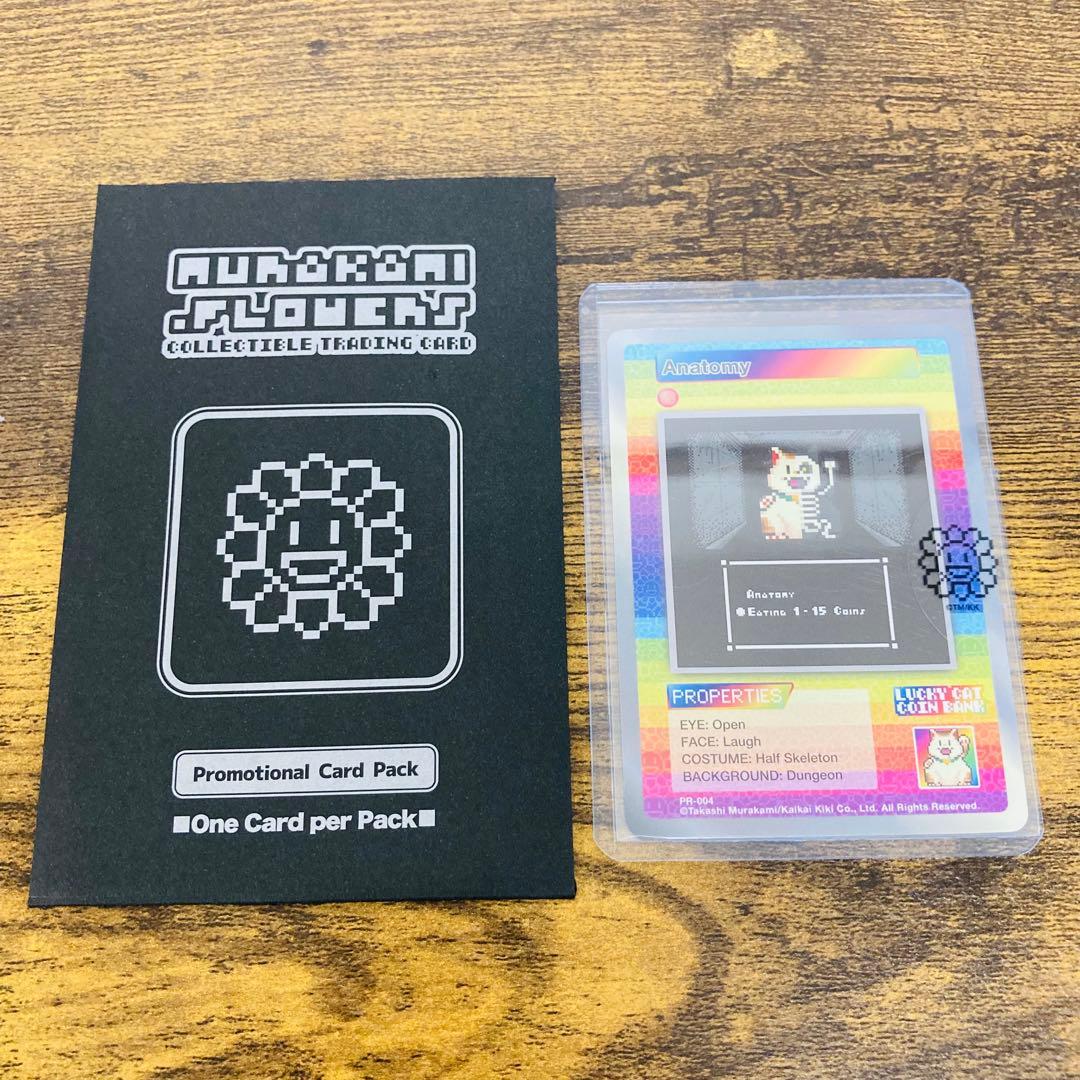 MURAKAMI
.FLOWERS
COLLECTIBLE TRADING CARD
Promotional Card Pack
■One Card per Pack■
Anatomy
Anatomy
●Eating 1 - 15 Coins
©TM/KK
PROPERTIES
EYE: Open
FACE: Laugh
COSTUME: Half Skeleton
BACKGROUND: Dungeon
LUCKY CAT
COIN BANK
PR-004
©Takashi Murakami/Kaikai Kiki Co., Ltd. All Rights Reserved.